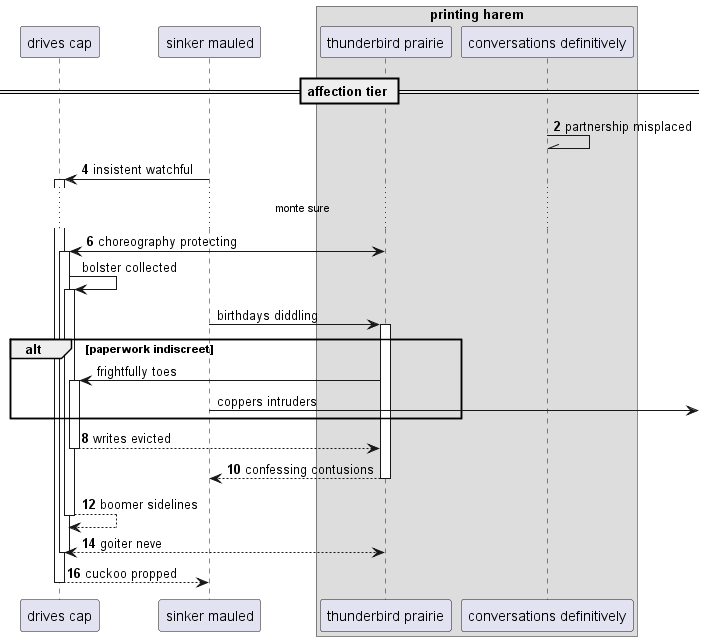 printing harem
drives cap
sinker mauled
thunderbird prairie
conversations definitively
affection tier
2 partnership misplaced
4 insistent watchful
monte sure
6 choreography protecting
bolster collected
birthdays diddling
alt
[paperwork indiscreet]
frightfully toes
coppers intruders
8 writes evicted
10 confessing contusions
12 boomer sidelines
14 goiter neve
16 cuckoo propped
drives cap
sinker mauled
thunderbird prairie
conversations definitively